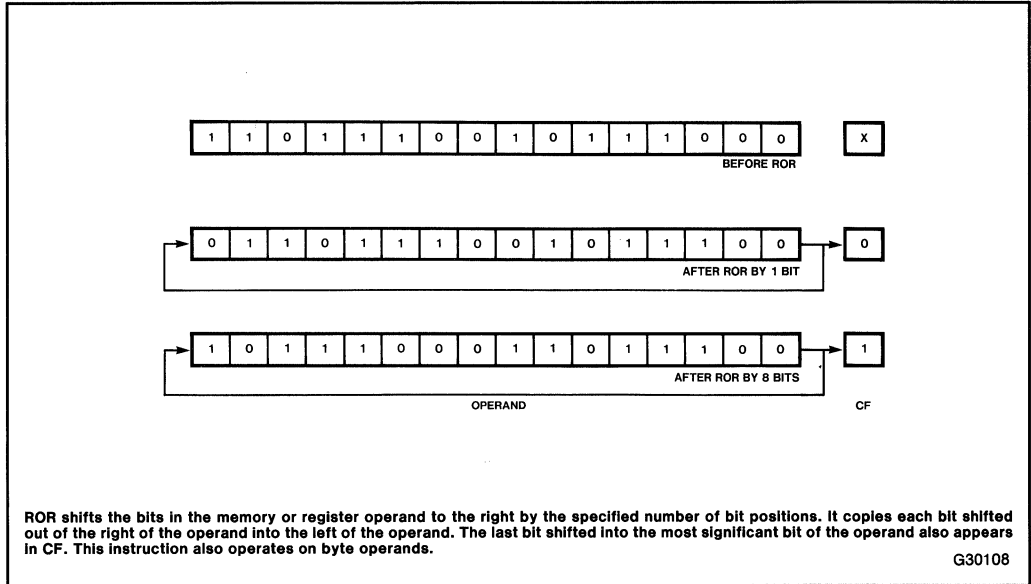 1 1 0 1 1 1 0 0 1 0 1 1 1 0 0 0 X
BEFORE ROR
0 1 1 0 1 1 1 0 0 1 0 1 1 1 0 0 0
AFTER ROR BY 1 BIT
1 0 1 1 1 0 0 0 1 1 0 1 1 1 0 0 1
AFTER ROR BY 8 BITS
OPERAND CF
ROR shifts the bits in the memory or register operand to the right by the specified number of bit positions. It copies each bit shifted
out of the right of the operand into the left of the operand. The last bit shifted into the most significant bit of the operand also appears
in CF. This instruction also operates on byte operands.
G30108